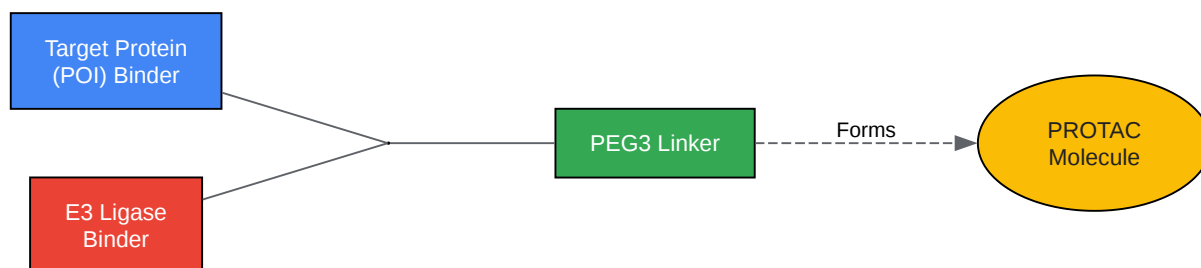 Target Protein
(POI) Binder
E3 Ligase
Binder
PEG3 Linker
Forms
PROTAC
Molecule